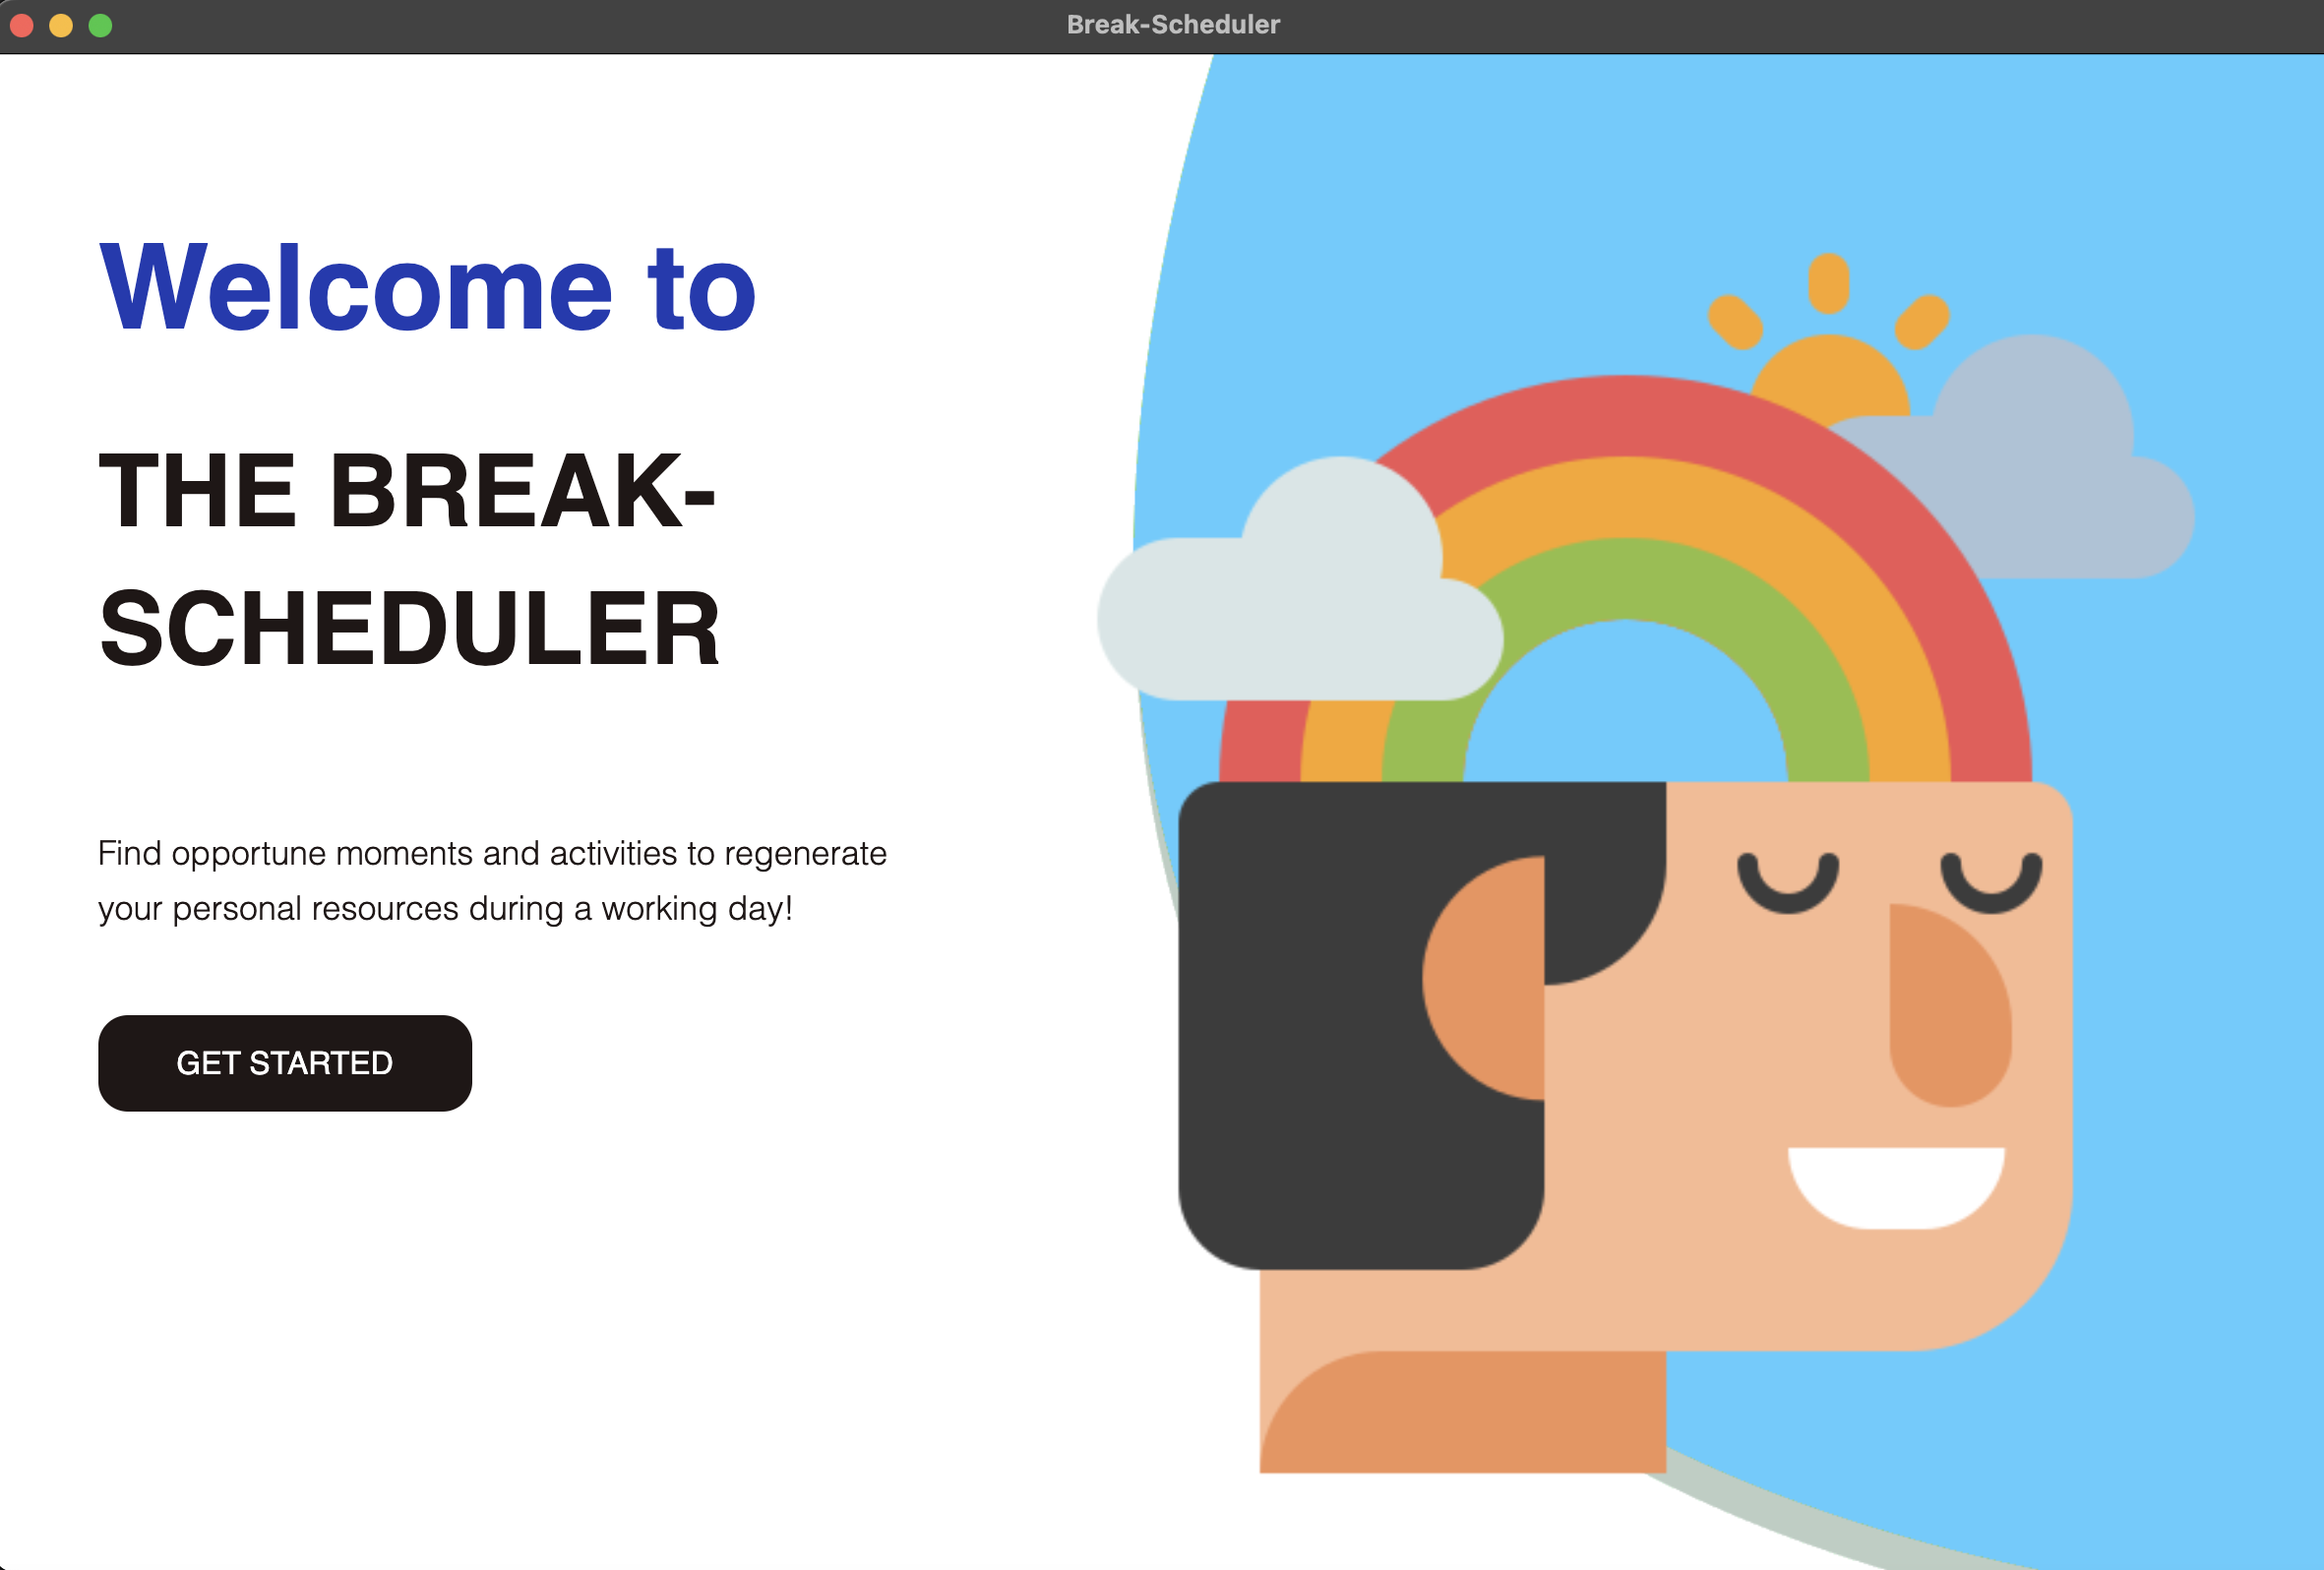 Break-Scheduler
Welcome to
THE BREAK-
SCHEDULER
Find opportune moments and activities to regenerate
your personal resources during a working day!
GET STARTED